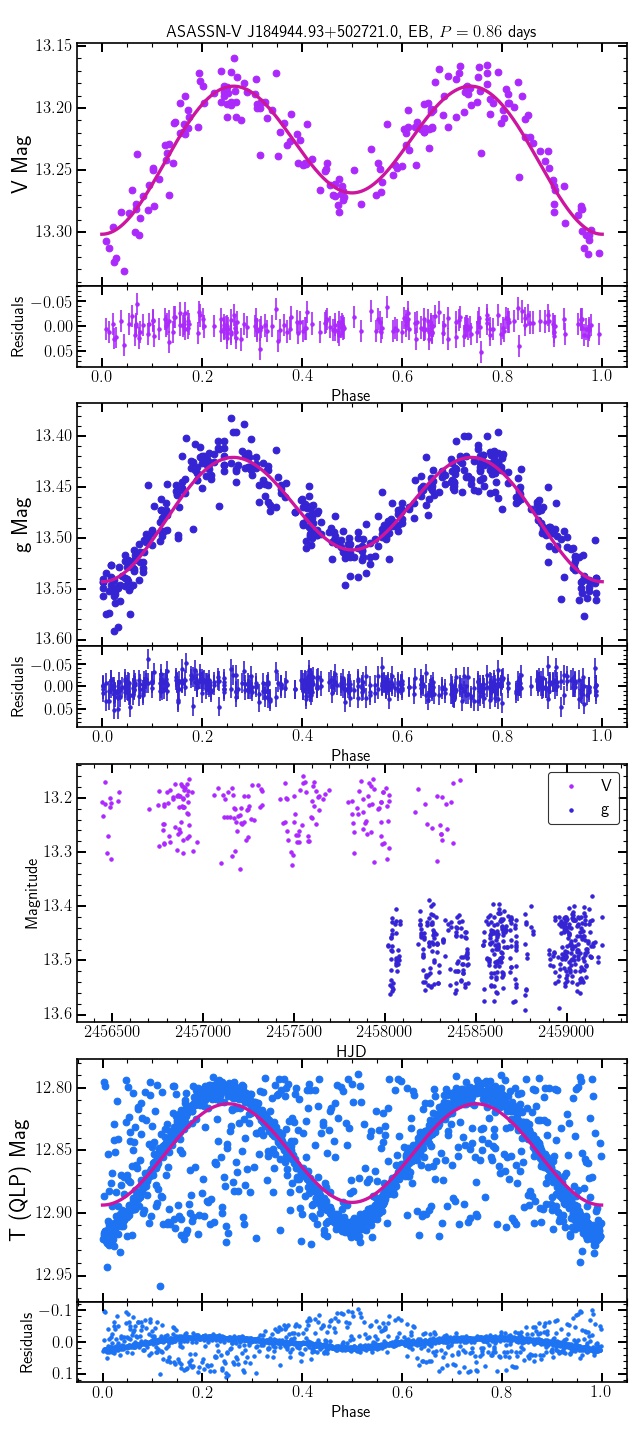 ASASSN-V J184944.93+502721.0, EB, P = 0.86 days
13.15
13.20
13.25
13.30
V Mag
−0.05
0.00
0.05
Residuals
0.0 0.2 0.4 0.6 0.8 1.0
Phase
13.40
13.45
13.50
13.55
13.60
g Mag
−0.05
0.00
0.05
Residuals
0.0 0.2 0.4 0.6 0.8 1.0
Phase
13.2
13.3
13.4
13.5
13.6
Magnitude
V
g
2456500 2457000 2457500 2458000 2458500 2459000
HJD
12.80
12.85
12.90
12.95
T (QLP) Mag
−0.1
0.0
0.1
Residuals
0.0 0.2 0.4 0.6 0.8 1.0
Phase